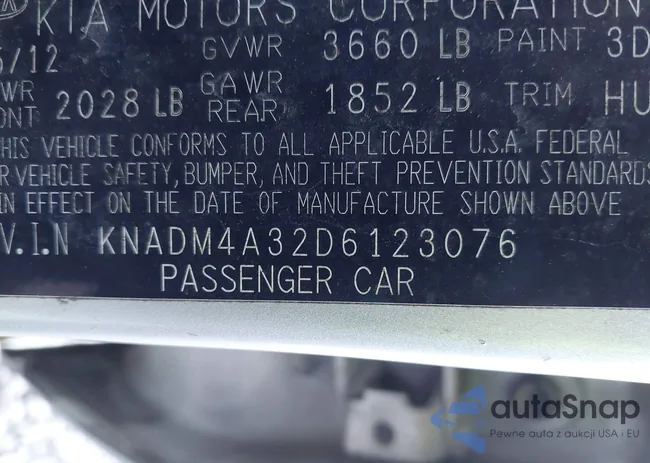 KIA MOTORS CORPORATION
/12 GVWR 3660 LB PAINT 3D
WR GAWR
ONT 2028 LB REAR 1852 LB TRIM HU
HIS VEHICLE CONFORMS TO ALL APPLICABLE U.S.A. FEDERAL
R VEHICLE SAFETY, BUMPER, AND THEFT PREVENTION STANDARDS
IN EFFECT ON THE DATE OF MANUFACTURE SHOWN ABOVE
V.I.N KNADM4A32D6123076
PASSENGER CAR
autaSnap
Pewne auta z aukcji USA i EU